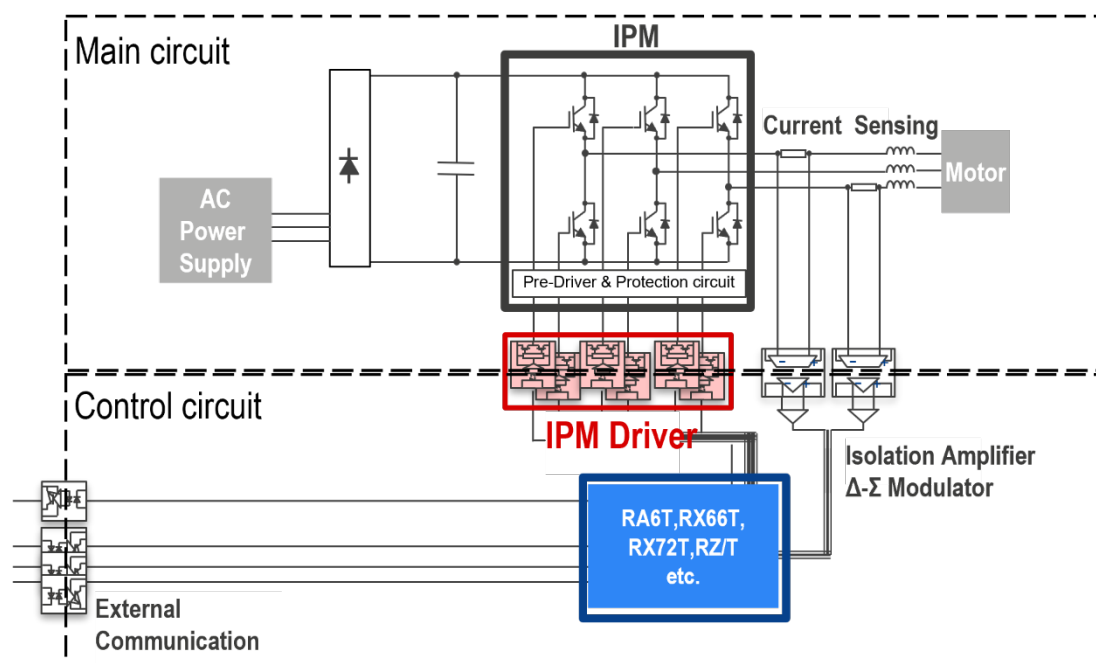 Main circuit
IPM
Current Sensing
Motor
AC
Power
Supply
Pre-Driver & Protection circuit
Control circuit
IPM Driver
Isolation Amplifier
Δ-Σ Modulator
RA6T,RX66T,
RX72T,RZ/T
etc.
External
Communication